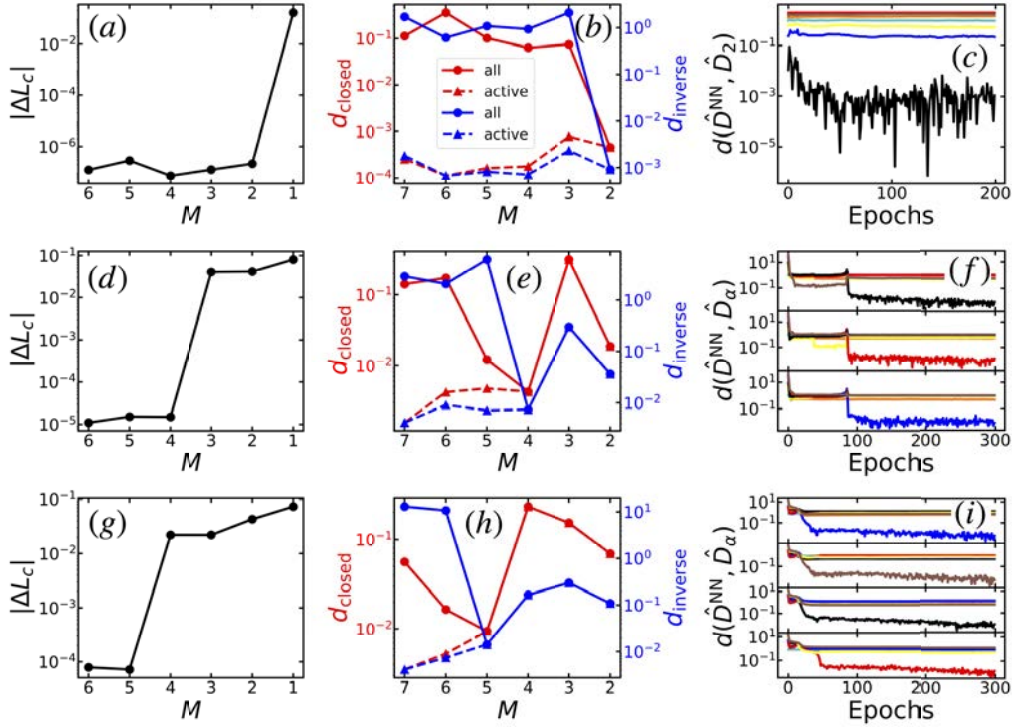 (a)
|ΔL_c|
10^-2
10^-4
10^-6
6 5 4 3 2 1
M
(b)
d_closed
10^-1
10^-2
10^-3
10^-4
all
active
all
active
10^0
10^-1
10^-2
10^-3
d_inverse
7 6 5 4 3 2
M
(c)
d(D̂^NN, D̂_2)
10^-1
10^-3
10^-5
0 100 200
Epochs
(d)
|ΔL_c|
10^-1
10^-2
10^-3
10^-4
10^-5
6 5 4 3 2 1
M
(e)
d_closed
10^-1
10^-2
10^0
10^-1
10^-2
d_inverse
7 6 5 4 3 2
M
(f)
d(D̂^NN, D̂_α)
10^1
10^-1
10^1
10^-1
10^1
10^-1
0 100 200 300
Epochs
(g)
|ΔL_c|
10^-1
10^-2
10^-3
10^-4
6 5 4 3 2 1
M
(h)
d_closed
10^-1
10^-2
10^1
10^0
10^-1
10^-2
d_inverse
7 6 5 4 3 2
M
(i)
d(D̂^NN, D̂_α)
10^1
10^-1
10^1
10^-1
10^1
10^-1
10^1
10^-1
0 100 200 300
Epochs